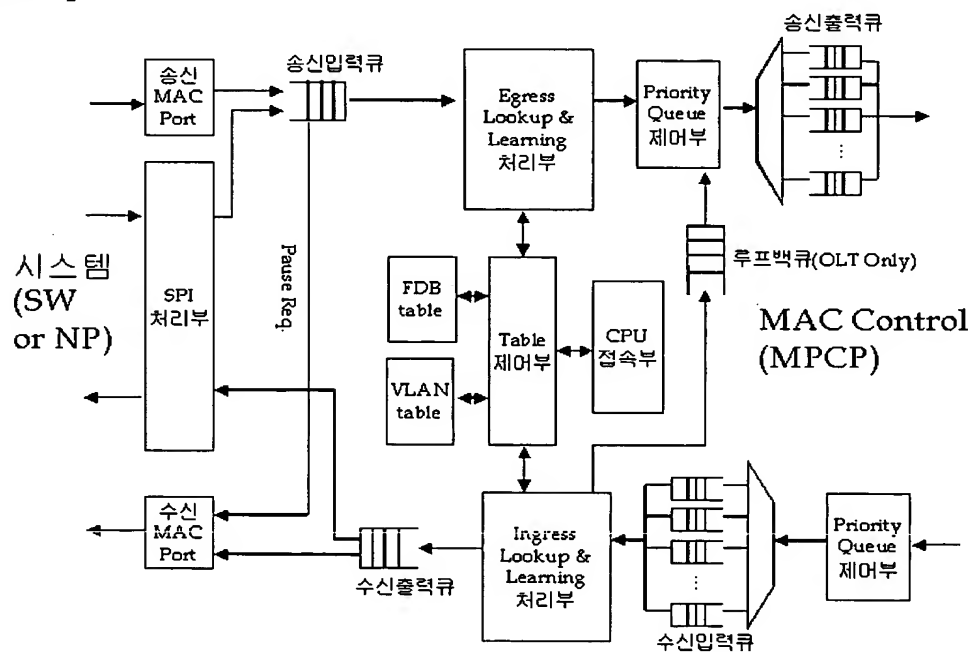 송신출력큐
송신
MAC
Port
송신입력큐
Egress
Lookup &
Learning
처리부
Priority
Queue
제어부
Pause Req.
루프백큐(OLT Only)
시스템
(SW
or NP)
SPI
처리부
FDB
table
Table
제어부
CPU
접속부
MAC Control
(MPCP)
VLAN
table
수신
MAC
Port
수신출력큐
Ingress
Lookup &
Learning
처리부
Priority
Queue
제어부
수신입력큐